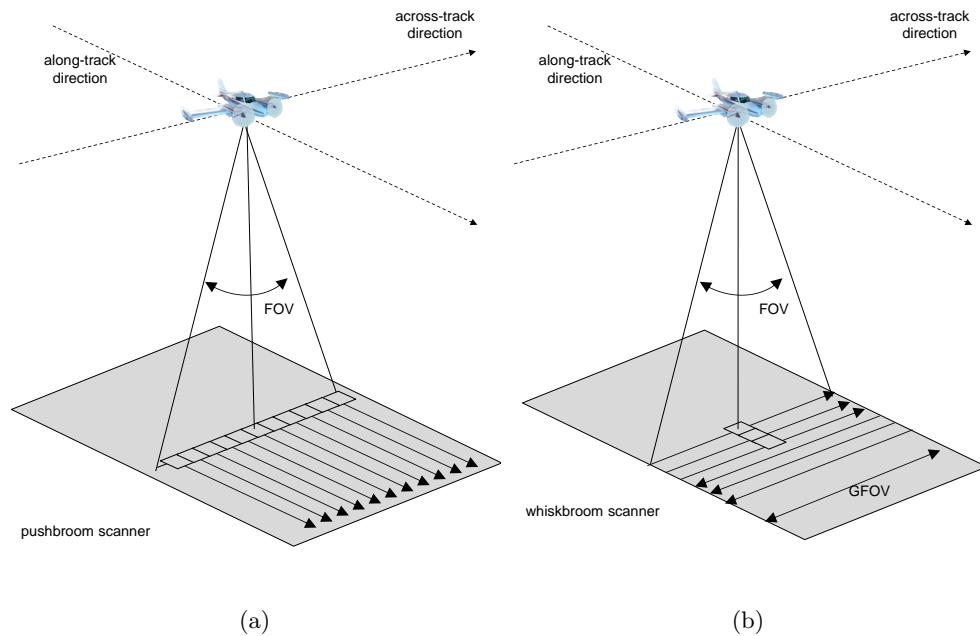 along-track
direction
across-track
direction
FOV
pushbroom scanner
(a)
along-track
direction
across-track
direction
FOV
GFOV
whiskbroom scanner
(b)